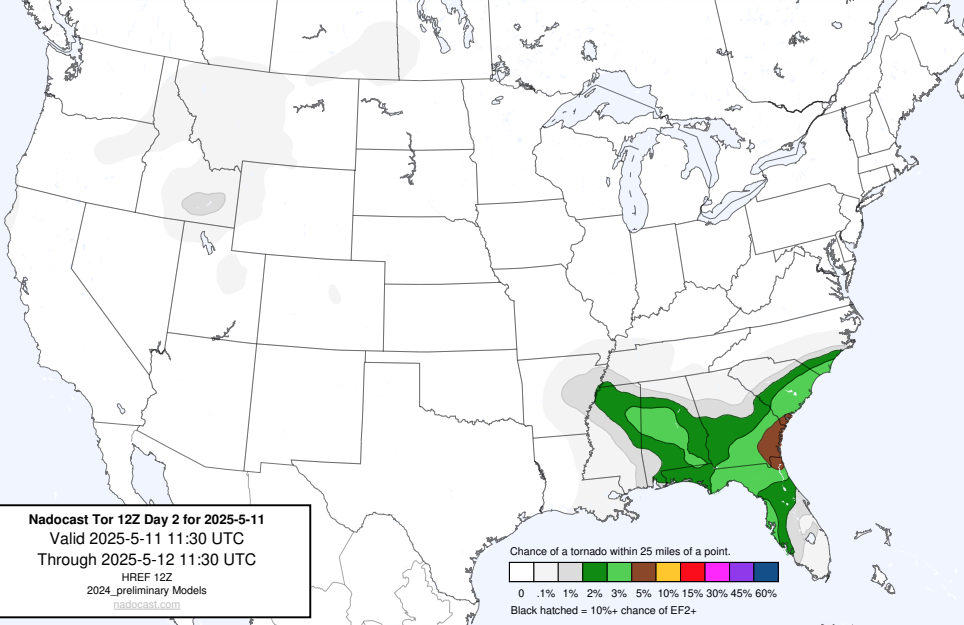 Nadocast Tor 12Z Day 2 for 2025-5-11
Valid 2025-5-11 11:30 UTC
Through 2025-5-12 11:30 UTC
HREF 12Z
2024_preliminary Models
nadocast.com
Chance of a tornado within 25 miles of a point.
0 .1% 1% 2% 3% 5% 10% 15% 30% 45% 60%
Black hatched = 10%+ chance of EF2+